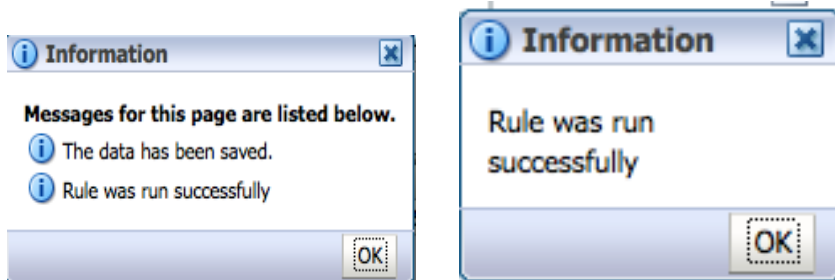 Information
Messages for this page are listed below.
The data has been saved.
Rule was run successfully
OK
Information
Rule was run
successfully
OK